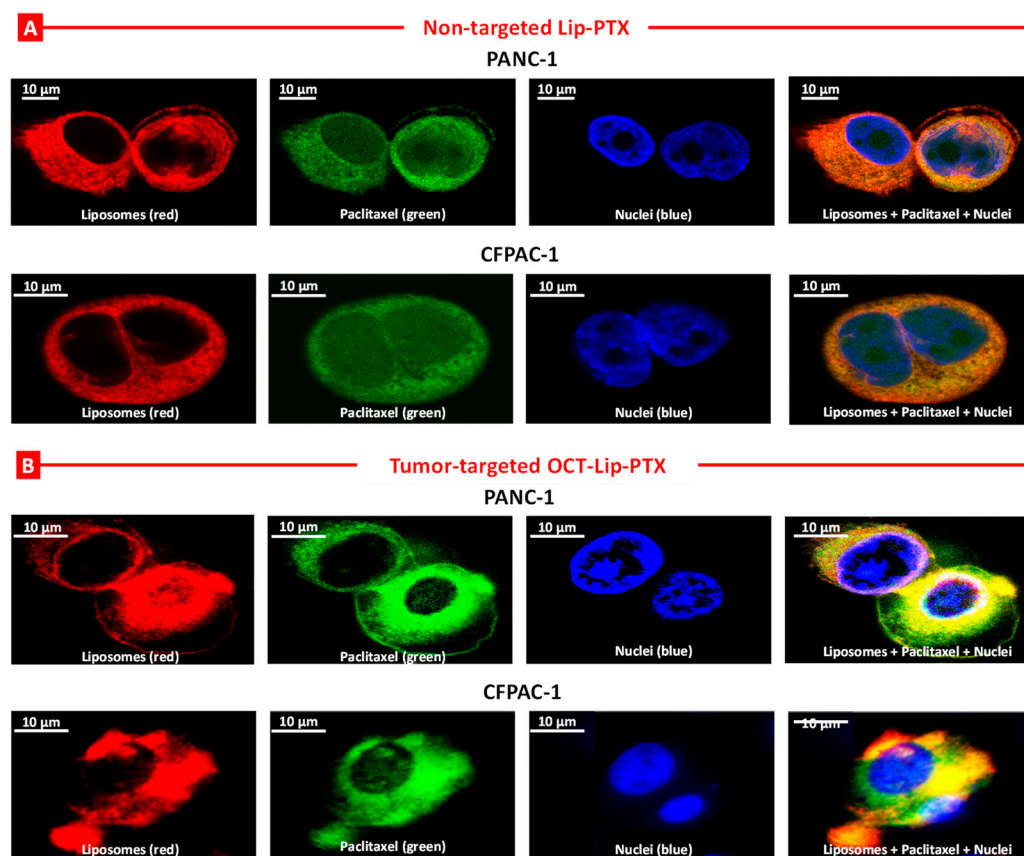 A Non-targeted Lip-PTX
PANC-1
10 µm 10 µm 10 µm 10 µm
Liposomes (red) Paclitaxel (green) Nuclei (blue) Liposomes + Paclitaxel + Nuclei
CFPAC-1
10 µm 10 µm 10 µm 10 µm
Liposomes (red) Paclitaxel (green) Nuclei (blue) Liposomes + Paclitaxel + Nuclei
B Tumor-targeted OCT-Lip-PTX
PANC-1
10 µm 10 µm 10 µm 10 µm
Liposomes (red) Paclitaxel (green) Nuclei (blue) Liposomes + Paclitaxel + Nuclei
CFPAC-1
10 µm 10 µm 10 µm 10 µm
Liposomes (red) Paclitaxel (green) Nuclei (blue) Liposomes + Paclitaxel + Nuclei